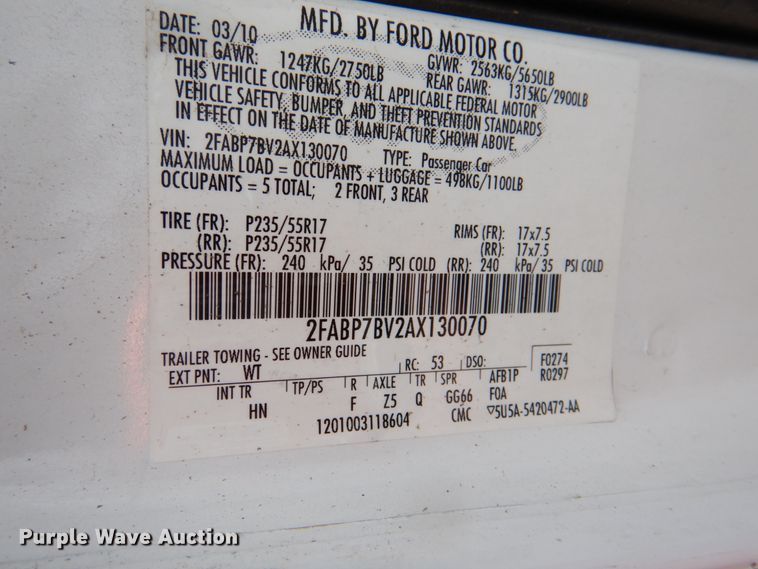 MFD. BY FORD MOTOR CO.
DATE: 03/10
GVWR: 2563KG/5650LB
FRONT GAWR: 1247KG/2750LB
REAR GAWR: 1315KG/2900LB
THIS VEHICLE CONFORMS TO ALL APPLICABLE FEDERAL MOTOR
VEHICLE SAFETY, BUMPER, AND THEFT PREVENTION STANDARDS
IN EFFECT ON THE DATE OF MANUFACTURE SHOWN ABOVE.
VIN: 2FABP7BV2AX130070 TYPE: Passenger Car
MAXIMUM LOAD = OCCUPANTS + LUGGAGE = 498KG/1100LB
OCCUPANTS = 5 TOTAL; 2 FRONT, 3 REAR
TIRE (FR): P235/55R17 RIMS (FR): 17x7.5
(RR): P235/55R17 (RR): 17x7.5
PRESSURE (FR): 240 kPa/ 35 PSI COLD (RR): 240 kPa/ 35 PSI COLD
2FABP7BV2AX130070
TRAILER TOWING - SEE OWNER GUIDE
EXT PNT: WT RC: 53 DSO: F0274
R0297
INT TR TP/PS R AXLE TR SPR AFB1P
HN F Z5 Q GG66 F0A
1201003118604 CMC ▽5U5A-5420472-AA
Purple Wave Auction